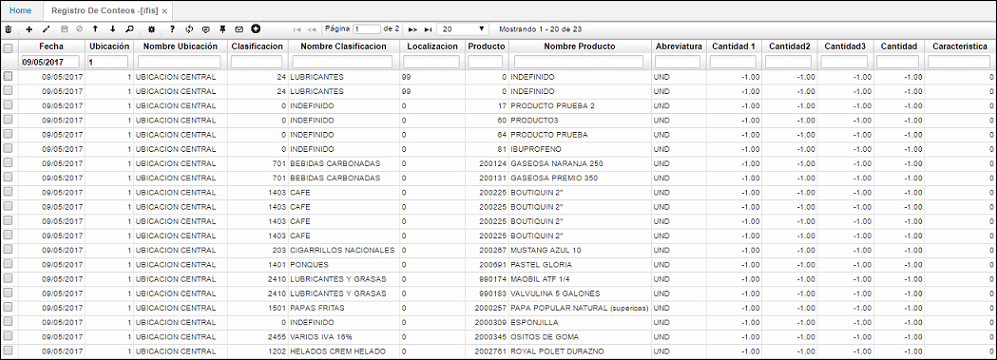 Home Registro De Conteos -[ifis] ×
Página 1 de 2 20 Mostrando 1 - 20 de 23
Fecha Ubicación Nombre Ubicación Clasificacion Nombre Clasificacion Localizacion Producto Nombre Producto Abreviatura Cantidad 1 Cantidad2 Cantidad3 Cantidad Caracteristica
09/05/2017 1
09/05/2017 1 UBICACION CENTRAL 24 LUBRICANTES 99 0 INDEFINIDO UND -1.00 -1.00 -1.00 -1.00 0
09/05/2017 1 UBICACION CENTRAL 24 LUBRICANTES 99 0 INDEFINIDO UND -1.00 -1.00 -1.00 -1.00 0
09/05/2017 1 UBICACION CENTRAL 0 INDEFINIDO 0 17 PRODUCTO PRUEBA 2 UND -1.00 -1.00 -1.00 -1.00 0
09/05/2017 1 UBICACION CENTRAL 0 INDEFINIDO 0 60 PRODUCTO3 UND -1.00 -1.00 -1.00 -1.00 0
09/05/2017 1 UBICACION CENTRAL 0 INDEFINIDO 0 64 PRODUCTO PRUEBA UND -1.00 -1.00 -1.00 -1.00 0
09/05/2017 1 UBICACION CENTRAL 0 INDEFINIDO 0 81 IBUPROFENO UND -1.00 -1.00 -1.00 -1.00 0
09/05/2017 1 UBICACION CENTRAL 701 BEBIDAS CARBONADAS 0 200124 GASEOSA NARANJA 250 UND -1.00 -1.00 -1.00 -1.00 0
09/05/2017 1 UBICACION CENTRAL 701 BEBIDAS CARBONADAS 0 200131 GASEOSA PREMIO 350 UND -1.00 -1.00 -1.00 -1.00 0
09/05/2017 1 UBICACION CENTRAL 1403 CAFE 0 200225 BOUTIQUIN 2" UND -1.00 -1.00 -1.00 -1.00 0
09/05/2017 1 UBICACION CENTRAL 1403 CAFE 0 200225 BOUTIQUIN 2" UND -1.00 -1.00 -1.00 -1.00 0
09/05/2017 1 UBICACION CENTRAL 1403 CAFE 0 200225 BOUTIQUIN 2" UND -1.00 -1.00 -1.00 -1.00 0
09/05/2017 1 UBICACION CENTRAL 1403 CAFE 0 200225 BOUTIQUIN 2" UND -1.00 -1.00 -1.00 -1.00 0
09/05/2017 1 UBICACION CENTRAL 203 CIGARRILLOS NACIONALES 0 200267 MUSTANG AZUL 10 UND -1.00 -1.00 -1.00 -1.00 0
09/05/2017 1 UBICACION CENTRAL 1401 PONQUES 0 200691 PASTEL GLORIA UND -1.00 -1.00 -1.00 -1.00 0
09/05/2017 1 UBICACION CENTRAL 2410 LUBRICANTES Y GRASAS 0 990174 MAOBIL ATF 1/4 UND -1.00 -1.00 -1.00 -1.00 0
09/05/2017 1 UBICACION CENTRAL 2410 LUBRICANTES Y GRASAS 0 990183 VALVULINA 5 GALONES UND -1.00 -1.00 -1.00 -1.00 0
09/05/2017 1 UBICACION CENTRAL 1501 PAPAS FRITAS 0 2000257 PAPA POPULAR NATURAL (supericas) UND -1.00 -1.00 -1.00 -1.00 0
09/05/2017 1 UBICACION CENTRAL 0 INDEFINIDO 0 2000309 ESPONJILLA UND -1.00 -1.00 -1.00 -1.00 0
09/05/2017 1 UBICACION CENTRAL 2455 VARIOS IVA 16% 0 2000345 OSITOS DE GOMA UND -1.00 -1.00 -1.00 -1.00 0
09/05/2017 1 UBICACION CENTRAL 1202 HELADOS CREM HELADO 0 2002761 ROYAL POLET DURAZNO UND -1.00 -1.00 -1.00 -1.00 0